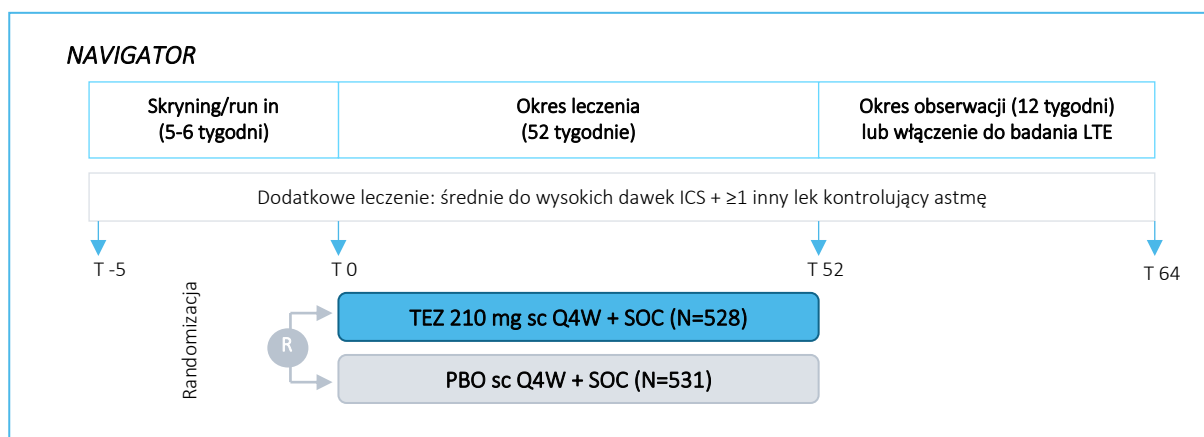 NAVIGATOR
Skryning/run in
(5-6 tygodni)
Okres leczenia
(52 tygodnie)
Okres obserwacji (12 tygodni)
lub włączenie do badania LTE
Dodatkowe leczenie: średnie do wysokich dawek ICS + ≥1 inny lek kontrolujący astmę
T -5
T 0
T 52
T 64
Randomizacja
R
TEZ 210 mg sc Q4W + SOC (N=528)
PBO sc Q4W + SOC (N=531)